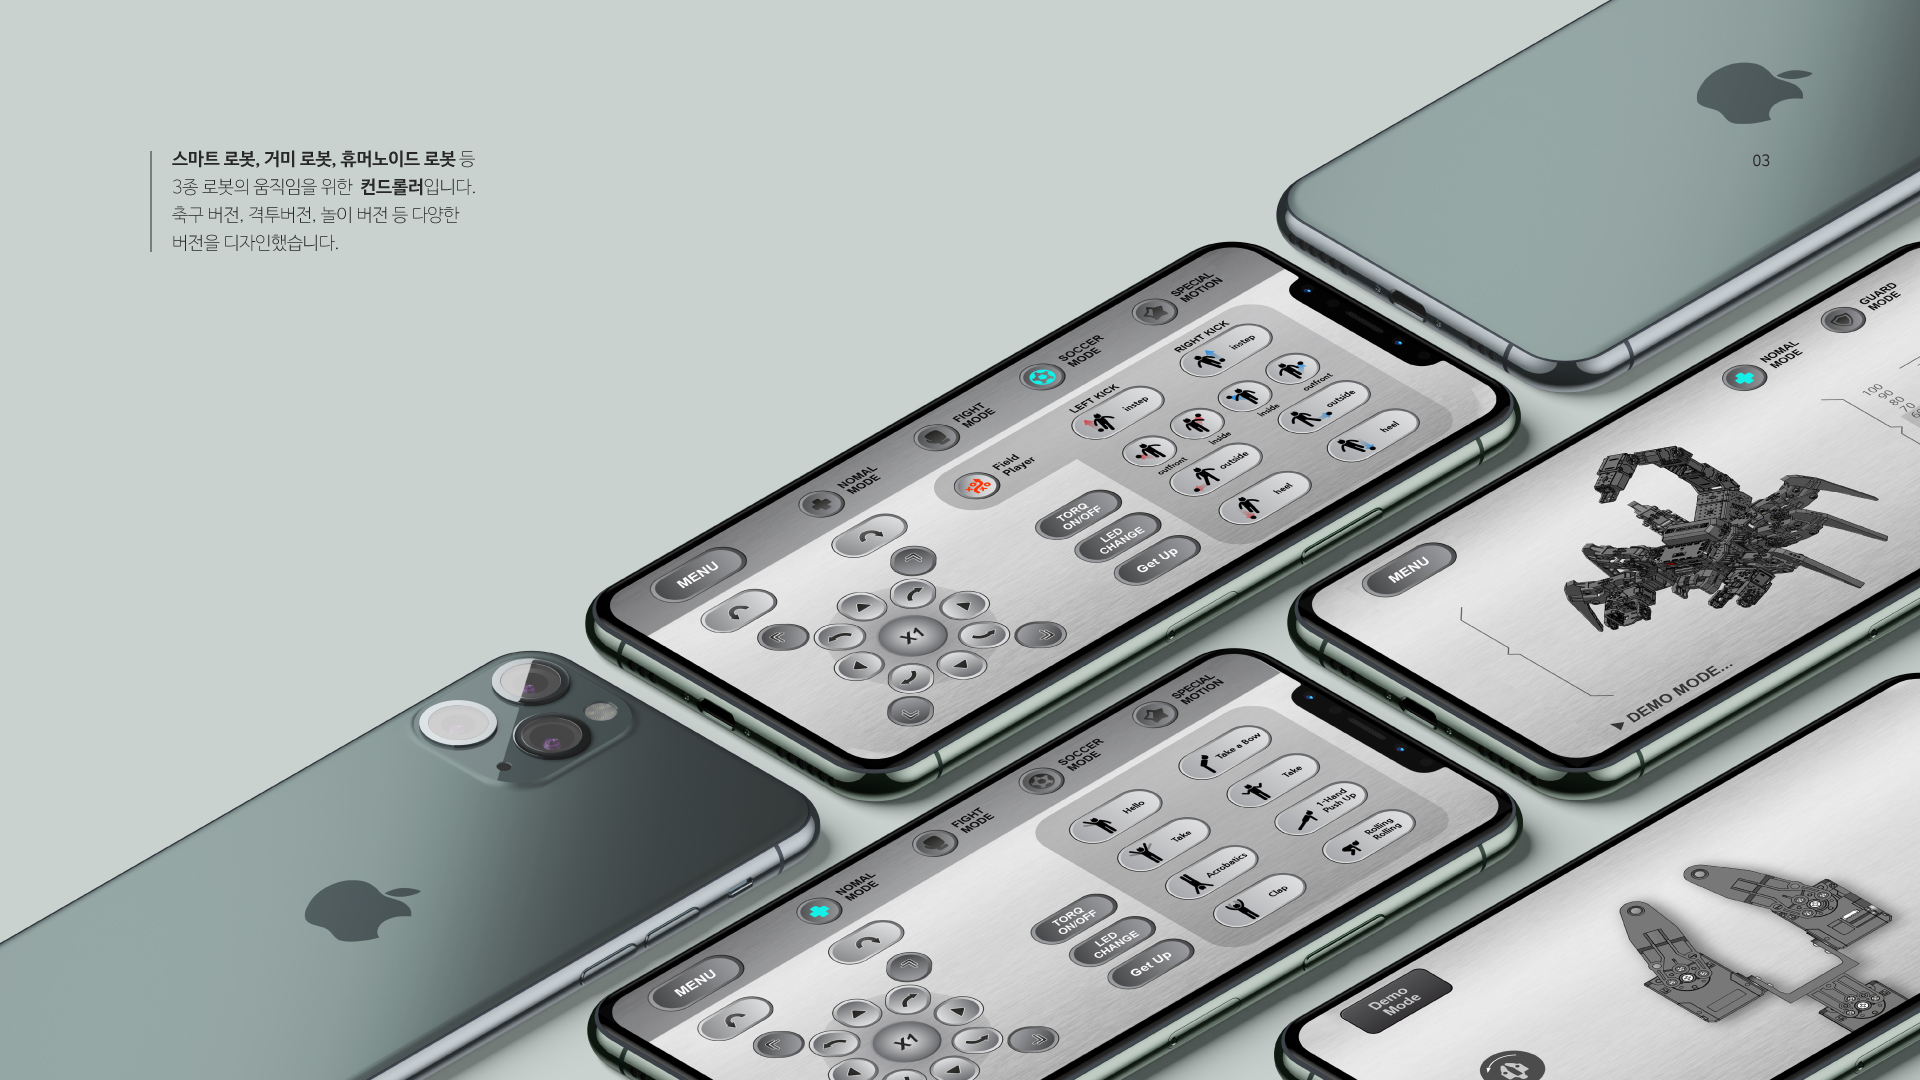 스마트 로봇, 거미 로봇, 휴머노이드 로봇 등
3종 로봇의 움직임을 위한 컨드롤러입니다.
축구 버전, 격투버전, 놀이 버전 등 다양한
버전을 디자인했습니다.
03
MENU
NOMAL
MODE
FIGHT
MODE
SOCCER
MODE
SPECIAL
MOTION
Field
Player
LEFT KICK
instep
outfront
inside
outside
heel
RIGHT KICK
instep
inside
outfront
outside
heel
TORQ
ON/OFF
LED
CHANGE
Get Up
X1
MENU
NOMAL
MODE
GUARD
MODE
100
90
80
70
DEMO MODE...
MENU
NOMAL
MODE
FIGHT
MODE
SOCCER
MODE
SPECIAL
MOTION
Hello
Take
Acrobatics
Clap
Take a Bow
Take
1-Hand
Push Up
Rolling
Rolling
TORQ
ON/OFF
LED
CHANGE
Get Up
X1
Demo
Mode